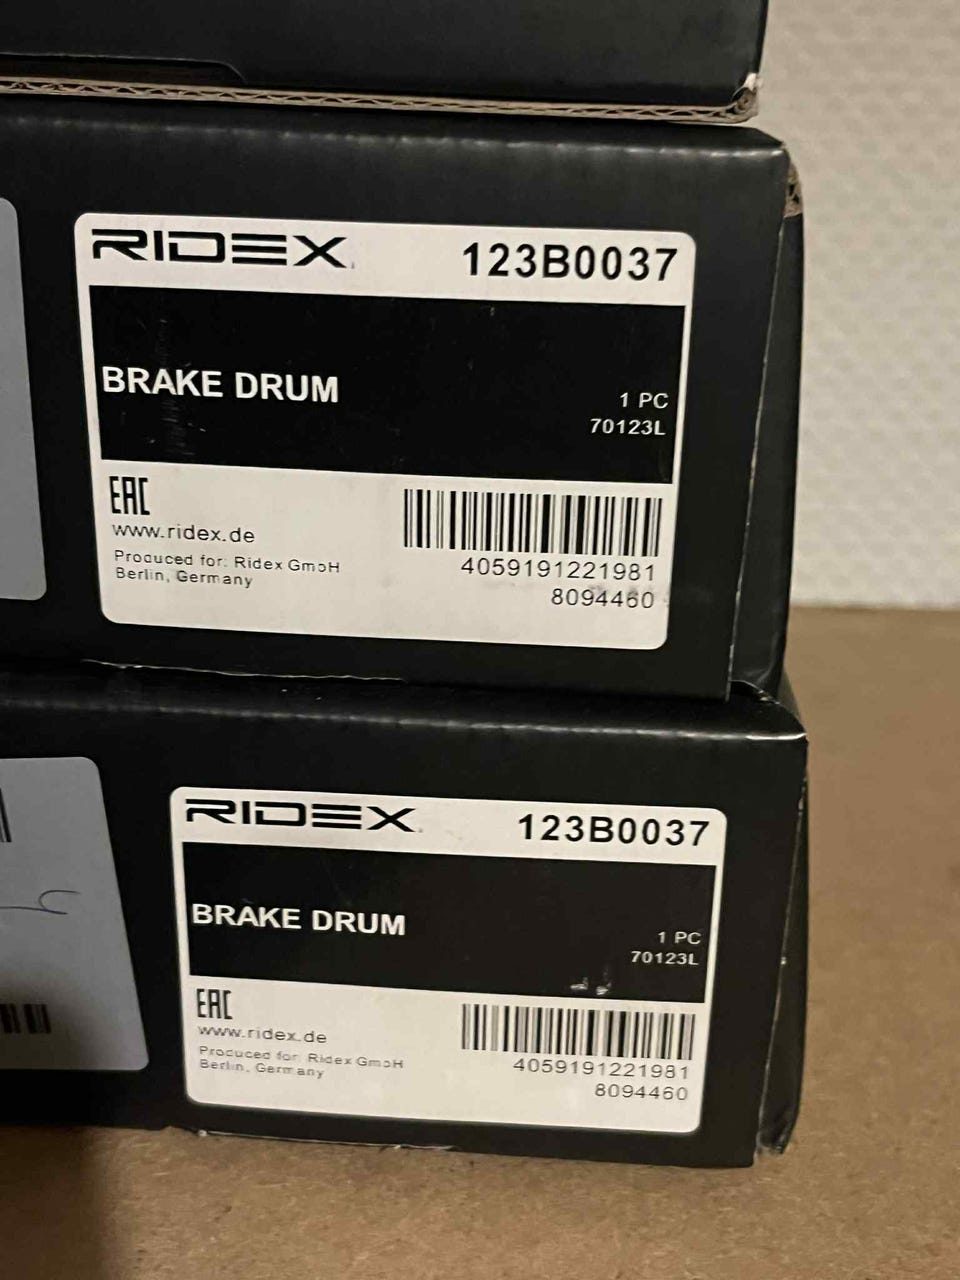 RIDEX 123B0037
BRAKE DRUM
1 PC
70123L
EAC
www.ridex.de
Produced for: Ridex GmbH
Berlin, Germany
4059191221981
8094460
RIDEX 123B0037
BRAKE DRUM
1 PC
70123L
EAC
www.ridex.de
Produced for: Ridex GmbH
Berlin, Germany
4059191221981
8094460